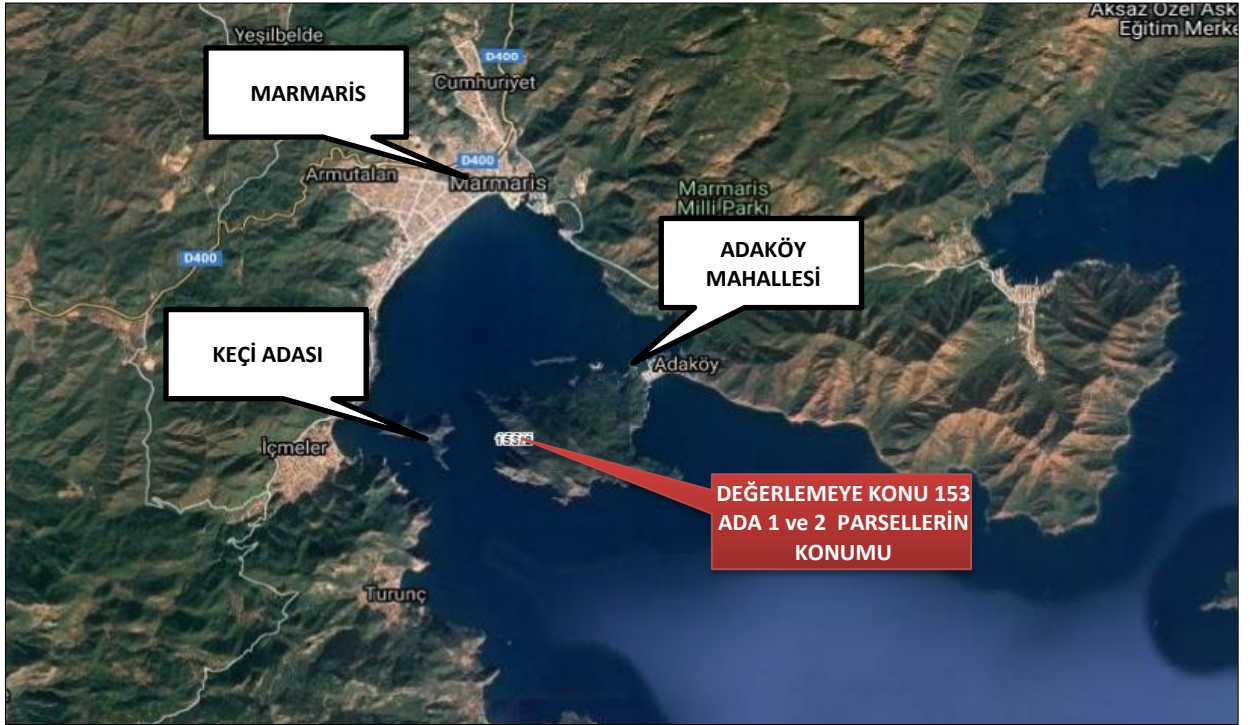 Aksaz Özel Ask
Eğitim Merke
Yeşilbelde
D400
Cumhuriyet
MARMARİS
D400
Armutalan
Marmaris
Marmaris
Milli Parkı
ADAKÖY
MAHALLESİ
D400
KEÇİ ADASI
Adaköy
153/2
İçmeler
DEĞERLEMEYE KONU 153
ADA 1 ve 2 PARSELLERİN
KONUMU
Turunç